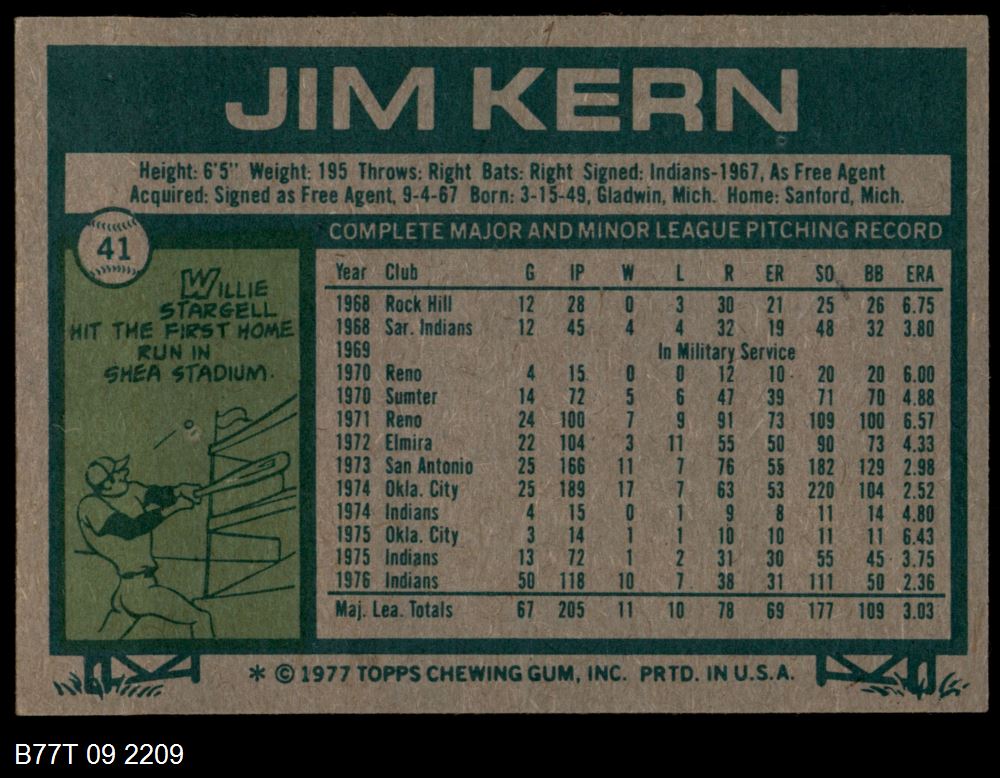 JIM KERN
Height: 6'5" Weight: 195 Throws: Right Bats: Right Signed: Indians-1967, As Free Agent
Acquired: Signed as Free Agent, 9-4-67 Born: 3-15-49, Gladwin, Mich. Home: Sanford, Mich.
41
WILLIE
STARGELL
HIT THE FIRST HOME
RUN IN
SHEA STADIUM.
COMPLETE MAJOR AND MINOR LEAGUE PITCHING RECORD
Year Club G IP W L R ER SO BB ERA
1968 Rock Hill 12 28 0 3 30 21 25 26 6.75
1968 Sar. Indians 12 45 4 4 32 19 48 32 3.80
1969 In Military Service
1970 Reno 4 15 0 0 12 10 20 20 6.00
1970 Sumter 14 72 5 6 47 39 71 70 4.88
1971 Reno 24 100 7 9 91 73 109 100 6.57
1972 Elmira 22 104 3 11 55 50 90 73 4.33
1973 San Antonio 25 166 11 7 76 55 182 129 2.98
1974 Okla. City 25 189 17 7 63 53 220 104 2.52
1974 Indians 4 15 0 1 9 8 11 14 4.80
1975 Okla. City 3 14 1 1 10 10 11 11 6.43
1975 Indians 13 72 1 2 31 30 55 45 3.75
1976 Indians 50 118 10 7 38 31 111 50 2.36
Maj. Lea. Totals 67 205 11 10 78 69 177 109 3.03
* © 1977 TOPPS CHEWING GUM, INC. PRTD. IN U.S.A.
B77T 09 2209